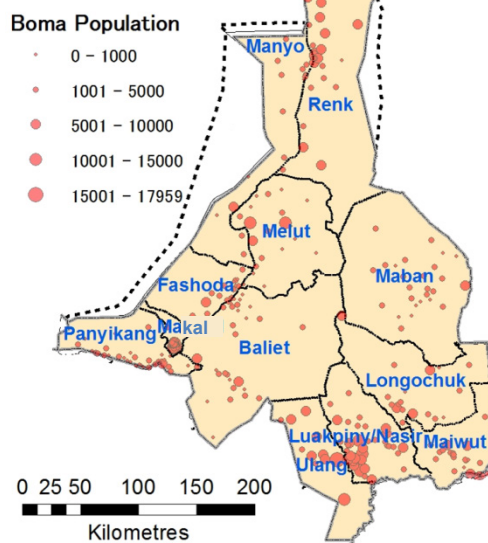 Boma Population
0 - 1000
1001 - 5000
5001 - 10000
10001 - 15000
15001 - 17959
Manyo
Renk
Melut
Maban
Fashoda
Panyikang
Makal
Baliet
Longochuk
Luakpiny/Nasir
Maiwut
Ulang
0 25 50 100 150 200
Kilometres